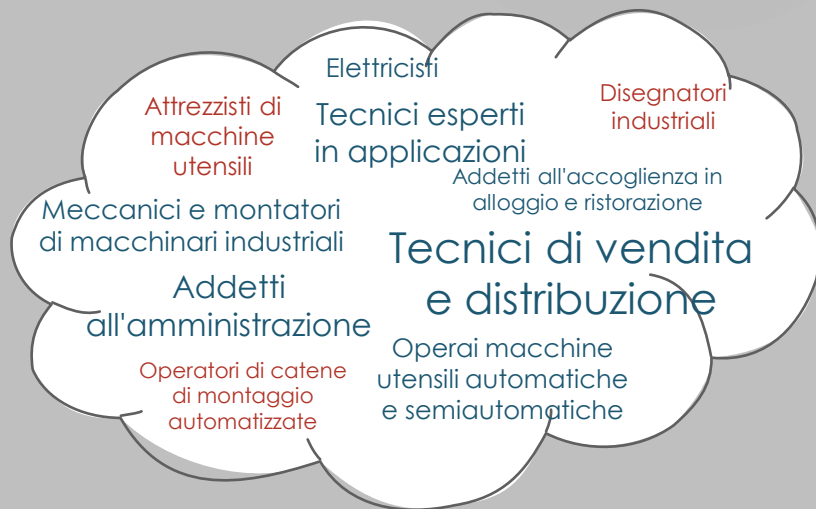 Elettricisti
Attrezzisti di
macchine
utensili
Tecnici esperti
in applicazioni
Disegnatori
industriali
Addetti all'accoglienza in
alloggio e ristorazione
Meccanici e montatori
di macchinari industriali
Tecnici di vendita
e distribuzione
Addetti
all'amministrazione
Operai macchine
utensili automatiche
e semiautomatiche
Operatori di catene
di montaggio
automatizzate